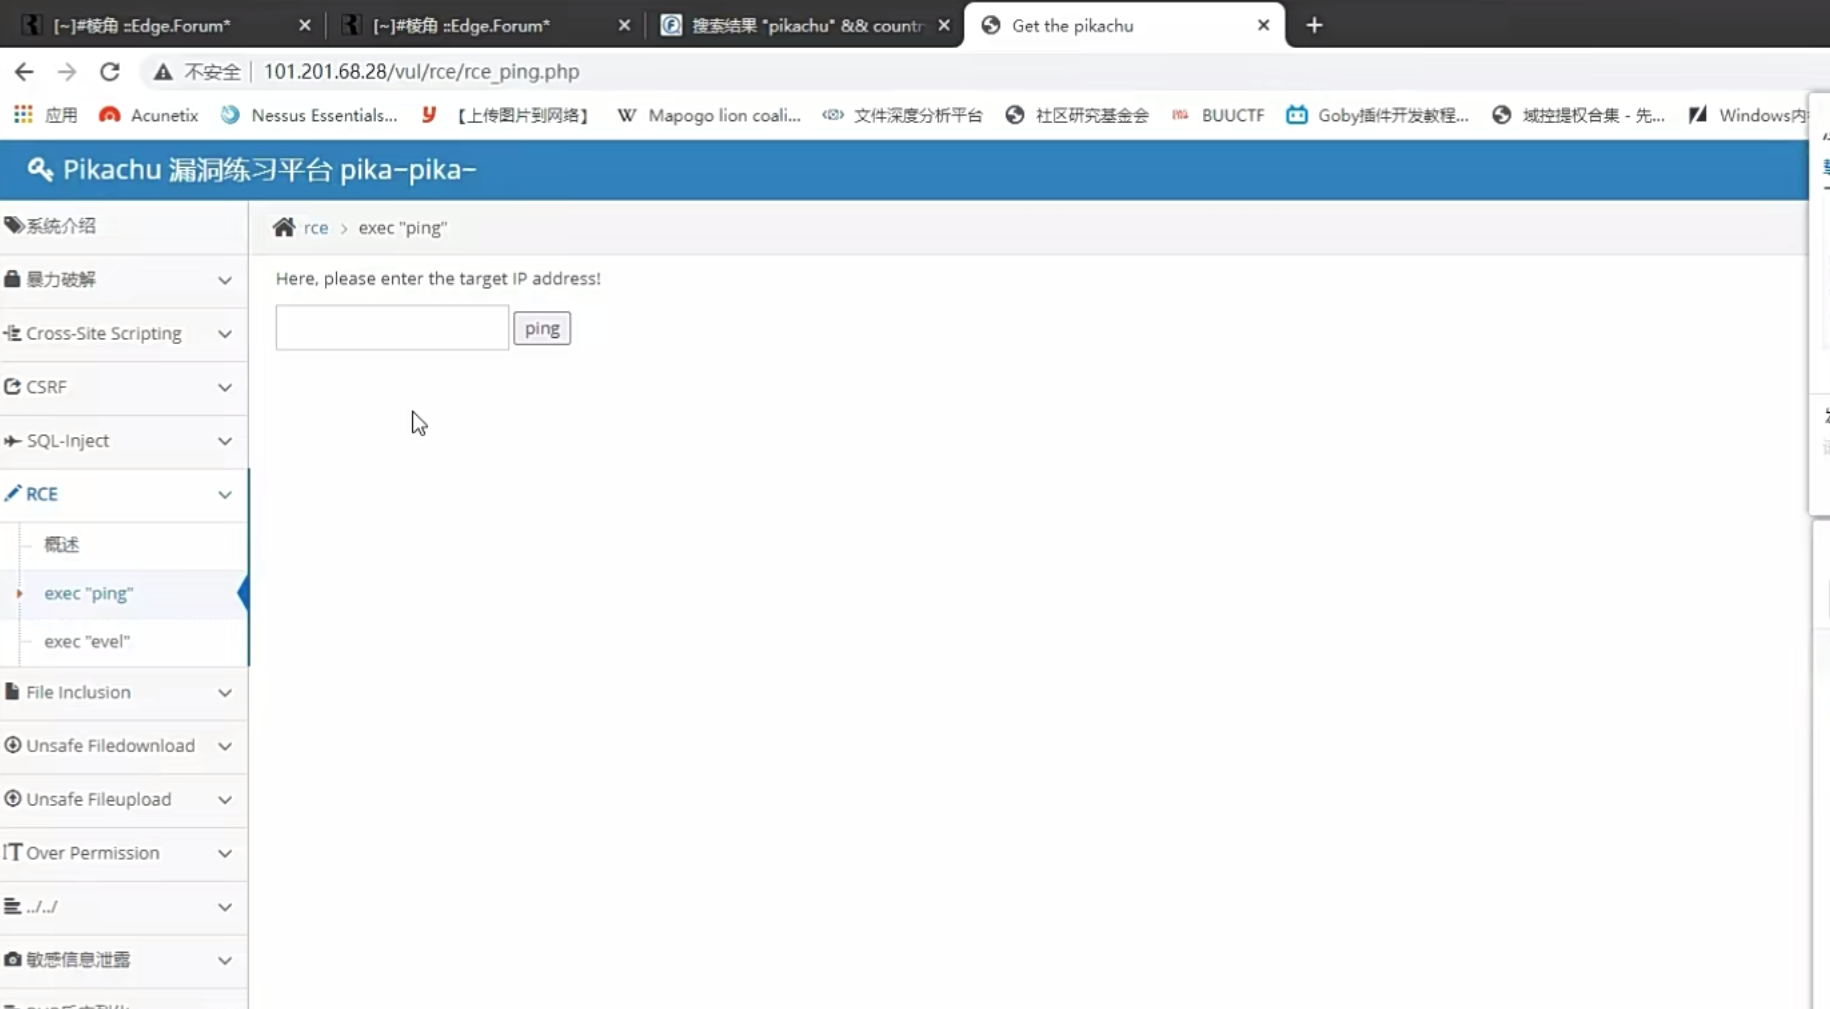 [~]#棱角 ::Edge.Forum*
[~]#棱角 ::Edge.Forum*
搜索结果 "pikachu" && countr
Get the pikachu
不安全
101.201.68.28/vul/rce/rce_ping.php
应用
Acunetix
Nessus Essentials...
【上传图片到网络】
Mapogo lion coali...
文件深度分析平台
社区研究基金会
BUUCTF
Goby插件开发教程...
域控提权合集 - 先...
Windows内
Pikachu 漏洞练习平台 pika~pika~
系统介绍
暴力破解
Cross-Site Scripting
CSRF
SQL-Inject
RCE
概述
exec "ping"
exec "evel"
File Inclusion
Unsafe Filedownload
Unsafe Fileupload
Over Permission
../../
敏感信息泄露
rce > exec "ping"
Here, please enter the target IP address!
ping